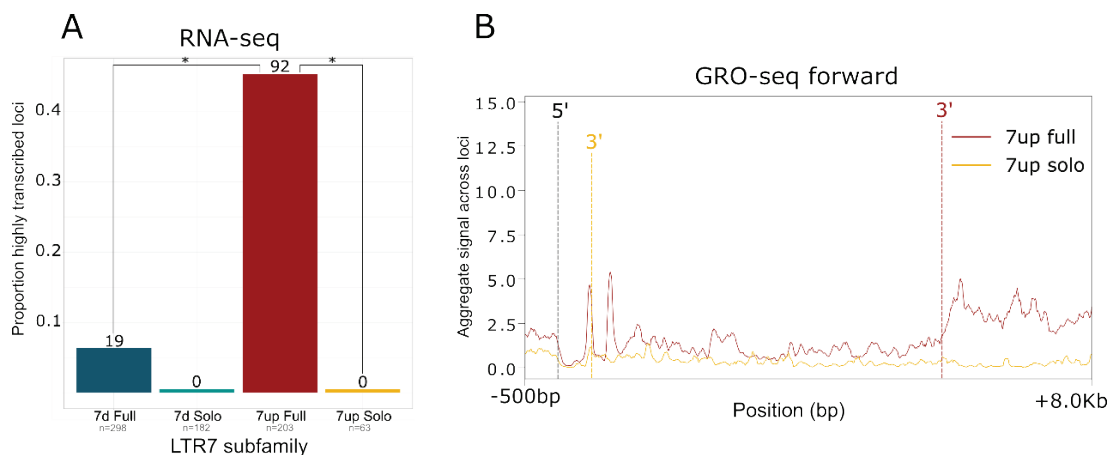 A
RNA-seq
Proportion highly transcribed loci
0.4
0.3
0.2
0.1
* 92 *
19
0
0
7d Full 7d Solo 7up Full 7up Solo
n=298 n=182 n=203 n=63
LTR7 subfamily
B
GRO-seq forward
Aggregate signal across loci
15.0
12.5
10.0
7.5
5.0
2.5
0.0
5'
3'
3'
7up full
7up solo
-500bp
+8.0Kb
Position (bp)